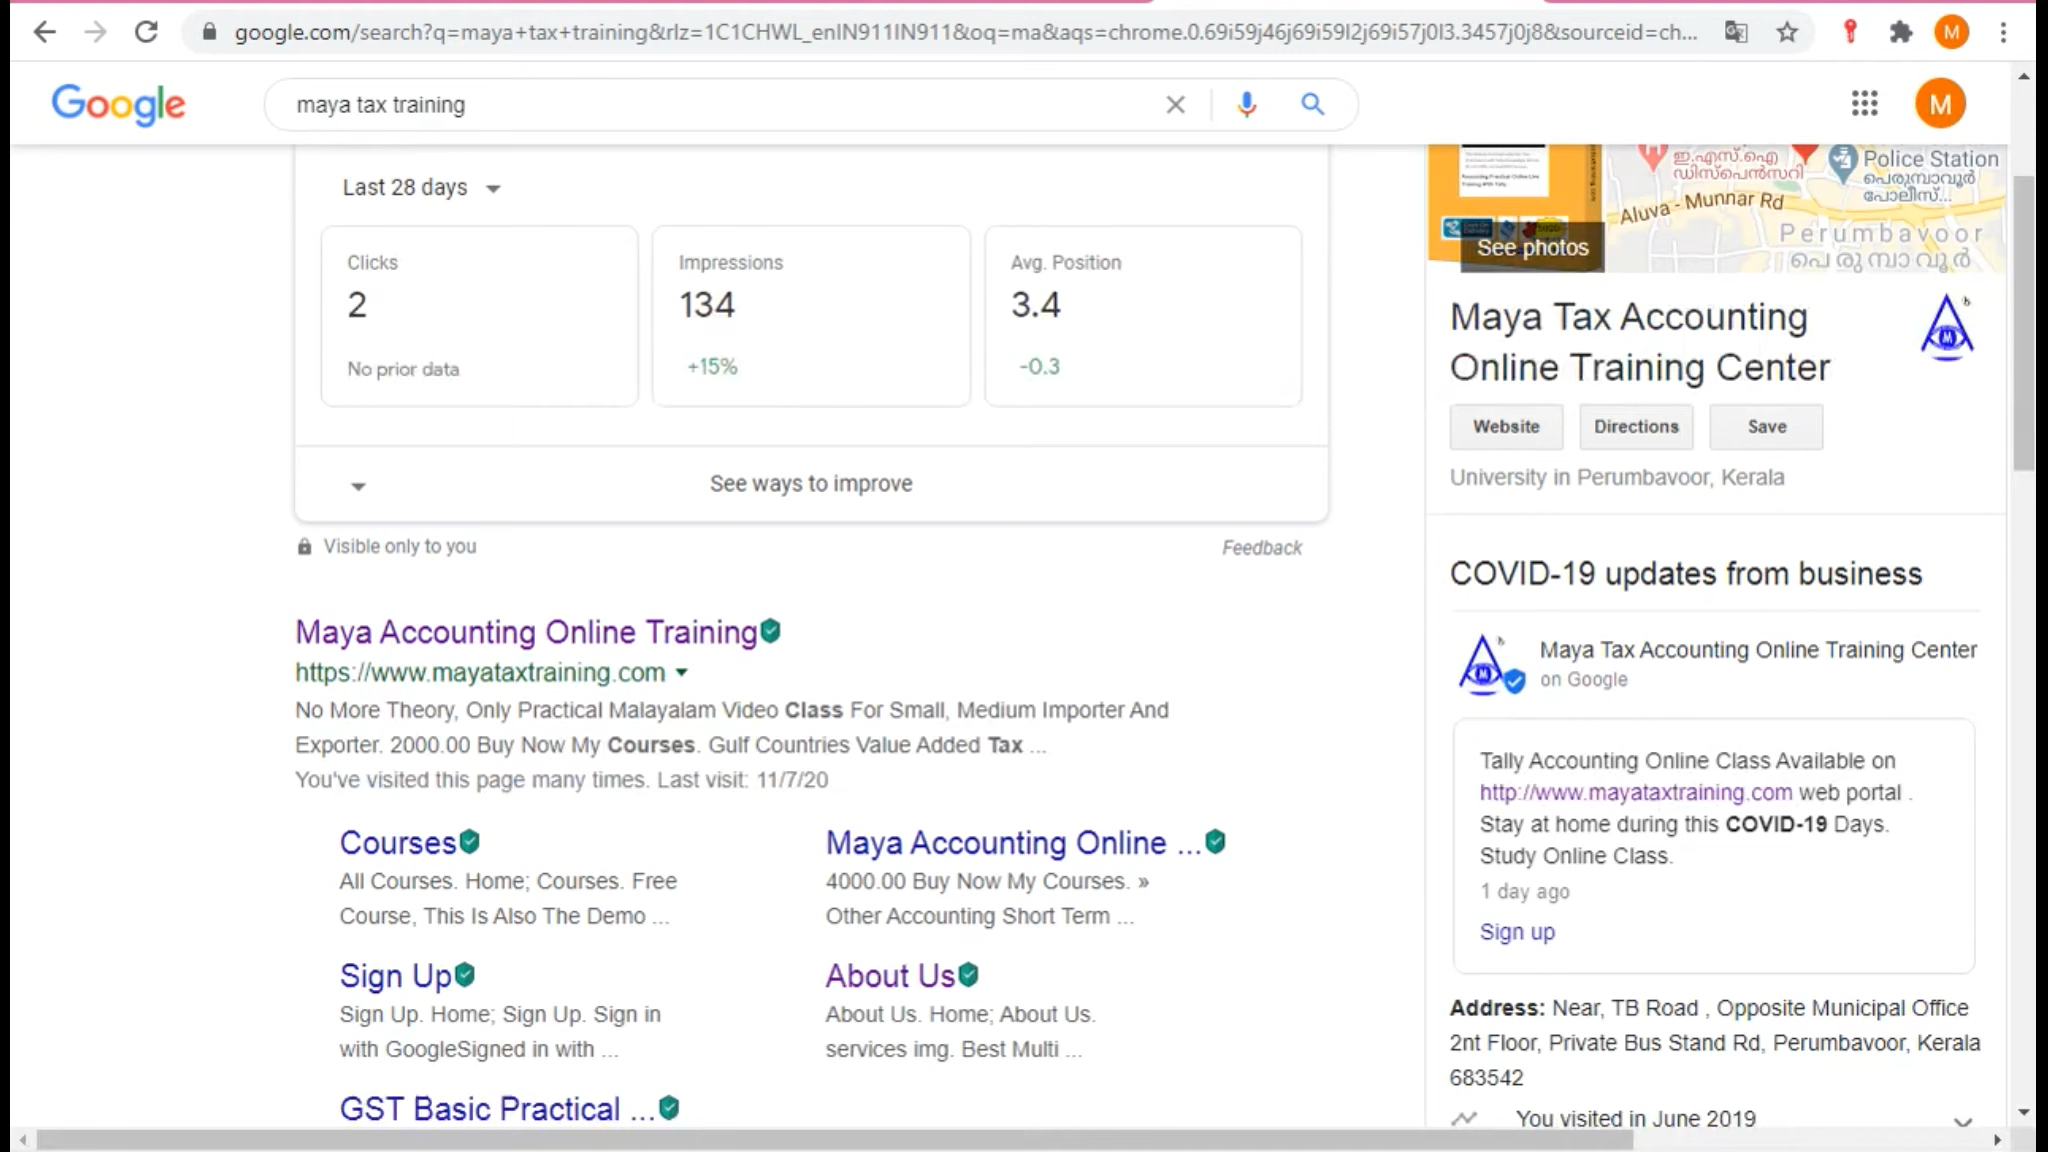 google.com/search?q=maya+tax+training&rlz=1C1CHWL_enIN911IN911&oq=ma&aqs=chrome.0.69i59j46j69i59l2j69i57j0l3.3457j0j8&sourceid=ch...
M
Google
maya tax training
M
Last 28 days
Clicks
2
No prior data
Impressions
134
+15%
Avg. Position
3.4
-0.3
See ways to improve
Visible only to you
Feedback
Maya Accounting Online Training
https://www.mayataxtraining.com
No More Theory, Only Practical Malayalam Video Class For Small, Medium Importer And
Exporter. 2000.00 Buy Now My Courses. Gulf Countries Value Added Tax ...
You've visited this page many times. Last visit: 11/7/20
Courses
All Courses. Home; Courses. Free
Course, This Is Also The Demo ...
Maya Accounting Online ...
4000.00 Buy Now My Courses. »
Other Accounting Short Term ...
Sign Up
Sign Up. Home; Sign Up. Sign in
with GoogleSigned in with ...
About Us
About Us. Home; About Us.
services img. Best Multi ...
GST Basic Practical ...
See photos
ഇ.എസ്.ഐ
ഡിസ്പെൻസറി
Police Station
പെരുമ്പാവൂർ
പോലീസ്...
Aluva - Munnar Rd
Perumbavoor
പെരുമ്പാവൂർ
Maya Tax Accounting
Online Training Center
Website
Directions
Save
University in Perumbavoor, Kerala
COVID-19 updates from business
Maya Tax Accounting Online Training Center
on Google
Tally Accounting Online Class Available on
http://www.mayataxtraining.com web portal .
Stay at home during this COVID-19 Days.
Study Online Class.
1 day ago
Sign up
Address: Near, TB Road , Opposite Municipal Office
2nt Floor, Private Bus Stand Rd, Perumbavoor, Kerala
683542
You visited in June 2019